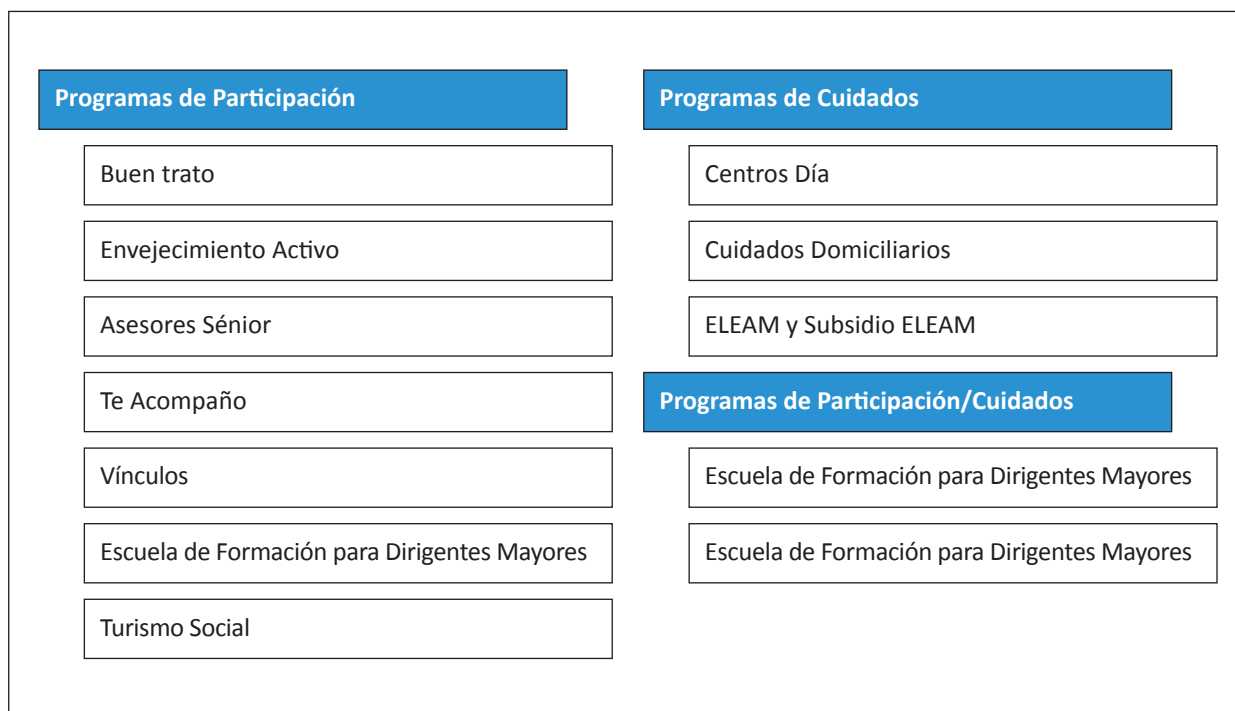 Programas de Participación
Buen trato
Envejecimiento Activo
Asesores Sénior
Te Acompaño
Vínculos
Escuela de Formación para Dirigentes Mayores
Turismo Social
Programas de Cuidados
Centros Día
Cuidados Domiciliarios
ELEAM y Subsidio ELEAM
Programas de Participación/Cuidados
Escuela de Formación para Dirigentes Mayores
Escuela de Formación para Dirigentes Mayores